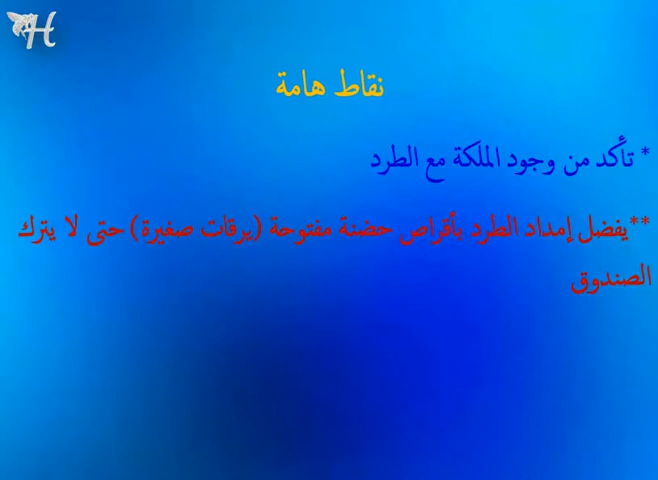 H
نقاط هامة
* تأكد من وجود الملكة مع الطرد
**يفضل إمداد الطرد بأقراص حضنة مفتوحة (يرقات صغيرة) حتى لا يترك
الصندوق